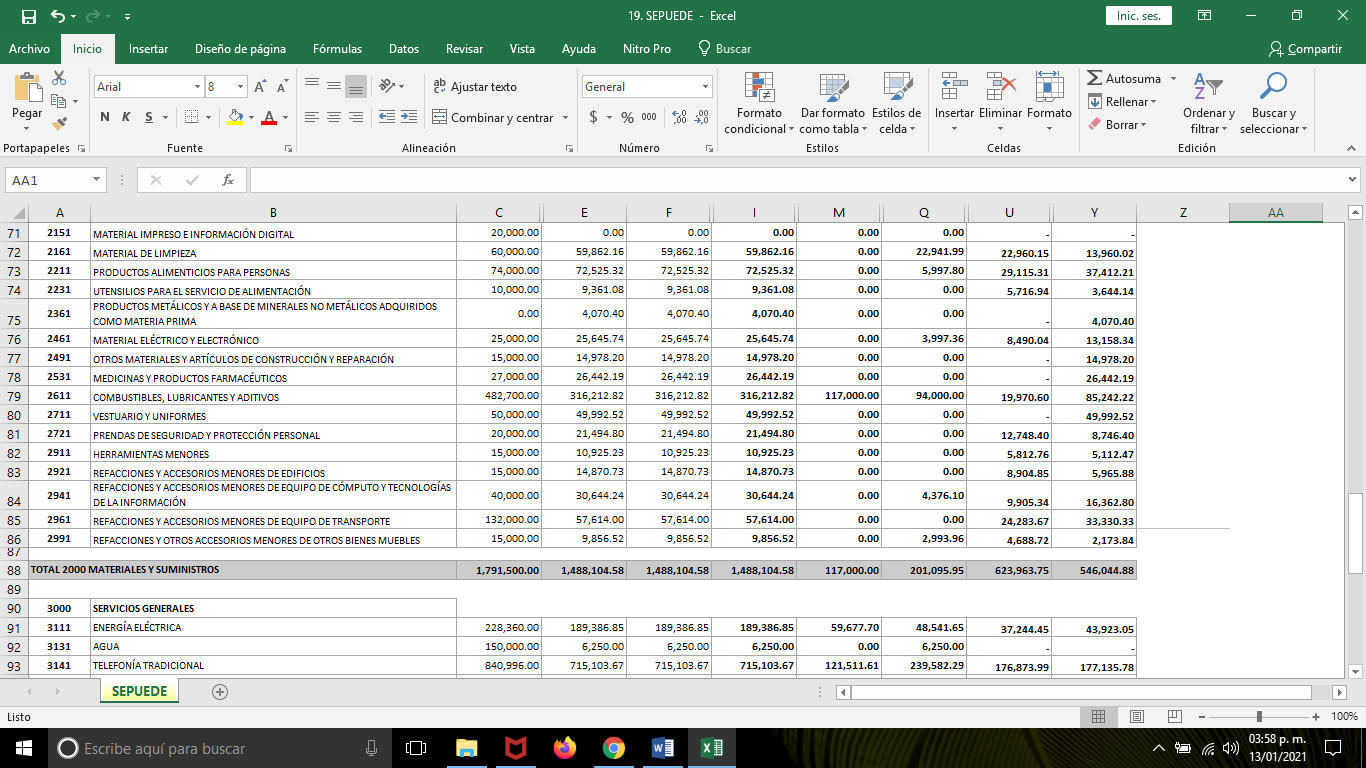 19. SEPUEDE - Excel
Inic. ses.
Archivo Inicio Insertar Diseño de página Fórmulas Datos Revisar Vista Ayuda Nitro Pro Buscar Compartir
Pegar
Portapapeles
Arial 8
N K S
Fuente
Ajustar texto
Combinar y centrar
Alineación
General
$ % 000
Número
Formato condicional
Dar formato como tabla
Estilos de celda
Estilos
Insertar Eliminar Formato
Celdas
Autosuma
Rellenar
Borrar
Ordenar y filtrar
Buscar y seleccionar
Edición
AA1 fx
A B C E F I M Q U Y Z AA
71 2151 MATERIAL IMPRESO E INFORMACIÓN DIGITAL 20,000.00 0.00 0.00 0.00 0.00 0.00 - -
72 2161 MATERIAL DE LIMPIEZA 60,000.00 59,862.16 59,862.16 59,862.16 0.00 22,941.99 22,960.15 13,960.02
73 2211 PRODUCTOS ALIMENTICIOS PARA PERSONAS 74,000.00 72,525.32 72,525.32 72,525.32 0.00 5,997.80 29,115.31 37,412.21
74 2231 UTENSILIOS PARA EL SERVICIO DE ALIMENTACIÓN 10,000.00 9,361.08 9,361.08 9,361.08 0.00 0.00 5,716.94 3,644.14
75 2361 PRODUCTOS METÁLICOS Y A BASE DE MINERALES NO METÁLICOS ADQUIRIDOS
COMO MATERIA PRIMA 0.00 4,070.40 4,070.40 4,070.40 0.00 0.00 - 4,070.40
76 2461 MATERIAL ELÉCTRICO Y ELECTRÓNICO 25,000.00 25,645.74 25,645.74 25,645.74 0.00 3,997.36 8,490.04 13,158.34
77 2491 OTROS MATERIALES Y ARTÍCULOS DE CONSTRUCCIÓN Y REPARACIÓN 15,000.00 14,978.20 14,978.20 14,978.20 0.00 0.00 - 14,978.20
78 2531 MEDICINAS Y PRODUCTOS FARMACÉUTICOS 27,000.00 26,442.19 26,442.19 26,442.19 0.00 0.00 - 26,442.19
79 2611 COMBUSTIBLES, LUBRICANTES Y ADITIVOS 482,700.00 316,212.82 316,212.82 316,212.82 117,000.00 94,000.00 19,970.60 85,242.22
80 2711 VESTUARIO Y UNIFORMES 50,000.00 49,992.52 49,992.52 49,992.52 0.00 0.00 - 49,992.52
81 2721 PRENDAS DE SEGURIDAD Y PROTECCIÓN PERSONAL 20,000.00 21,494.80 21,494.80 21,494.80 0.00 0.00 12,748.40 8,746.40
82 2911 HERRAMIENTAS MENORES 15,000.00 10,925.23 10,925.23 10,925.23 0.00 0.00 5,812.76 5,112.47
83 2921 REFACCIONES Y ACCESORIOS MENORES DE EDIFICIOS 15,000.00 14,870.73 14,870.73 14,870.73 0.00 0.00 8,904.85 5,965.88
84 2941 REFACCIONES Y ACCESORIOS MENORES DE EQUIPO DE CÓMPUTO Y TECNOLOGÍAS
DE LA INFORMACIÓN 40,000.00 30,644.24 30,644.24 30,644.24 0.00 4,376.10 9,905.34 16,362.80
85 2961 REFACCIONES Y ACCESORIOS MENORES DE EQUIPO DE TRANSPORTE 132,000.00 57,614.00 57,614.00 57,614.00 0.00 0.00 24,283.67 33,330.33
86 2991 REFACCIONES Y OTROS ACCESORIOS MENORES DE OTROS BIENES MUEBLES 15,000.00 9,856.52 9,856.52 9,856.52 0.00 2,993.96 4,688.72 2,173.84
87
88 TOTAL 2000 MATERIALES Y SUMINISTROS 1,791,500.00 1,488,104.58 1,488,104.58 1,488,104.58 117,000.00 201,095.95 623,963.75 546,044.88
89
90 3000 SERVICIOS GENERALES
91 3111 ENERGÍA ELÉCTRICA 228,360.00 189,386.85 189,386.85 189,386.85 59,677.70 48,541.65 37,244.45 43,923.05
92 3131 AGUA 150,000.00 6,250.00 6,250.00 6,250.00 0.00 6,250.00 - -
93 3141 TELEFONÍA TRADICIONAL 840,996.00 715,103.67 715,103.67 715,103.67 121,511.61 239,582.29 176,873.99 177,135.78
SEPUEDE
Listo 100%
Escribe aquí para buscar
03:58 p. m.
13/01/2021